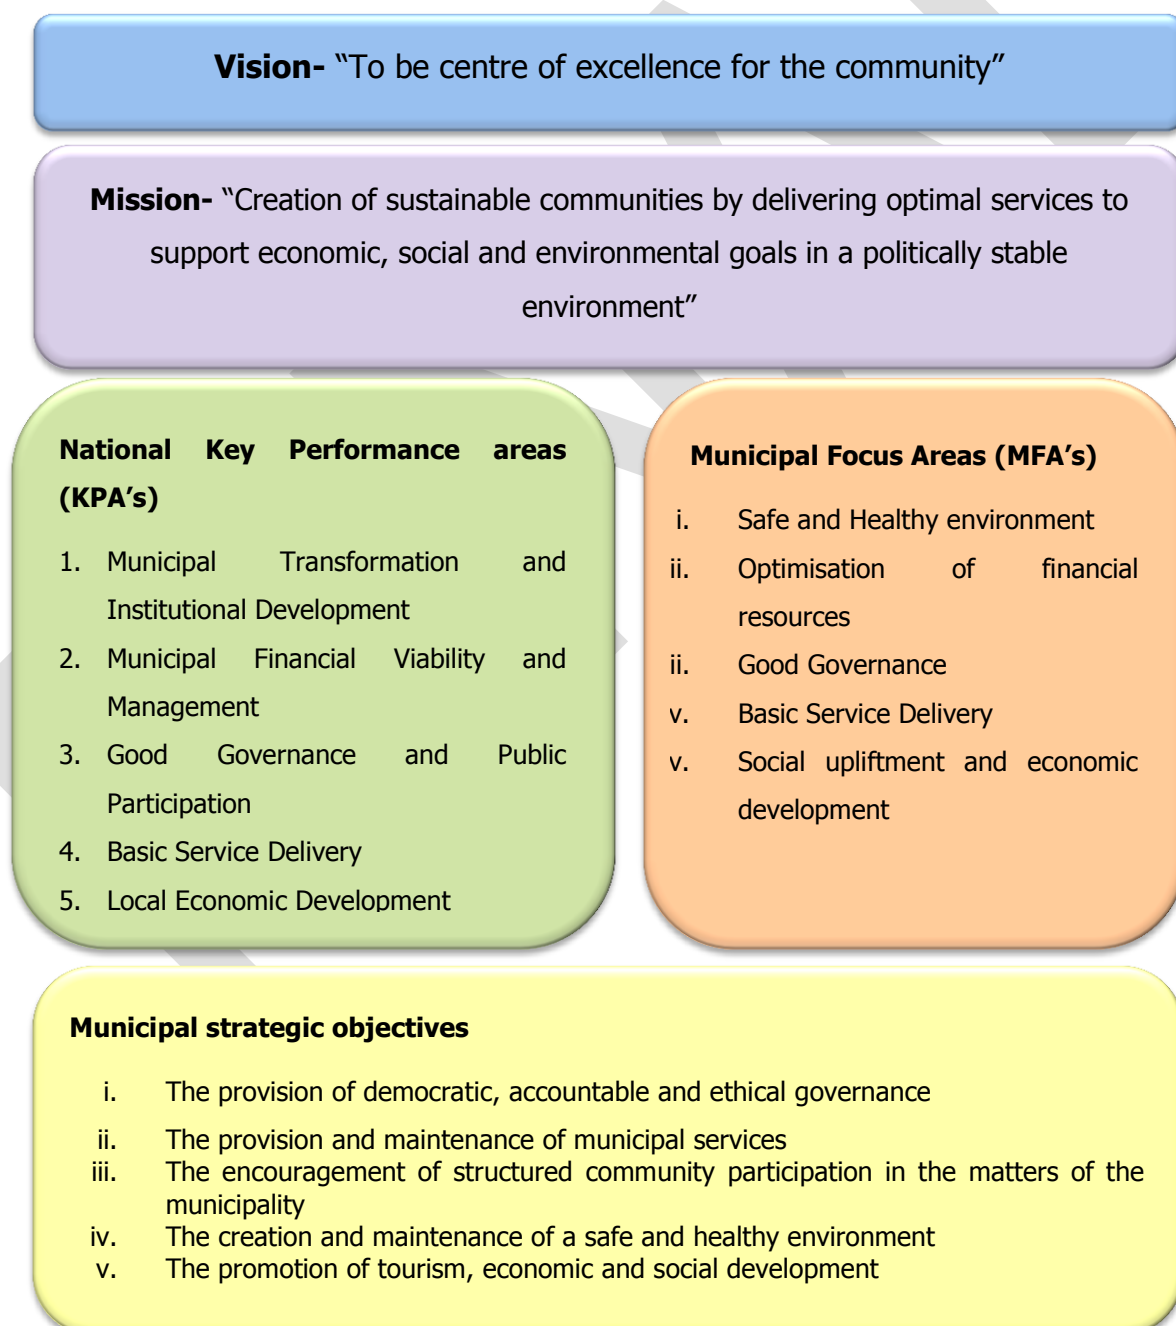 Vision- “To be centre of excellence for the community”
Mission- “Creation of sustainable communities by delivering optimal services to
support economic, social and environmental goals in a politically stable
environment”
National Key Performance areas
(KPA’s)
1. Municipal Transformation and
Institutional Development
2. Municipal Financial Viability and
Management
3. Good Governance and Public
Participation
4. Basic Service Delivery
5. Local Economic Development
Municipal Focus Areas (MFA’s)
i. Safe and Healthy environment
ii. Optimisation of financial
resources
ii. Good Governance
v. Basic Service Delivery
v. Social upliftment and economic
development
Municipal strategic objectives
i. The provision of democratic, accountable and ethical governance
ii. The provision and maintenance of municipal services
iii. The encouragement of structured community participation in the matters of the
municipality
iv. The creation and maintenance of a safe and healthy environment
v. The promotion of tourism, economic and social development